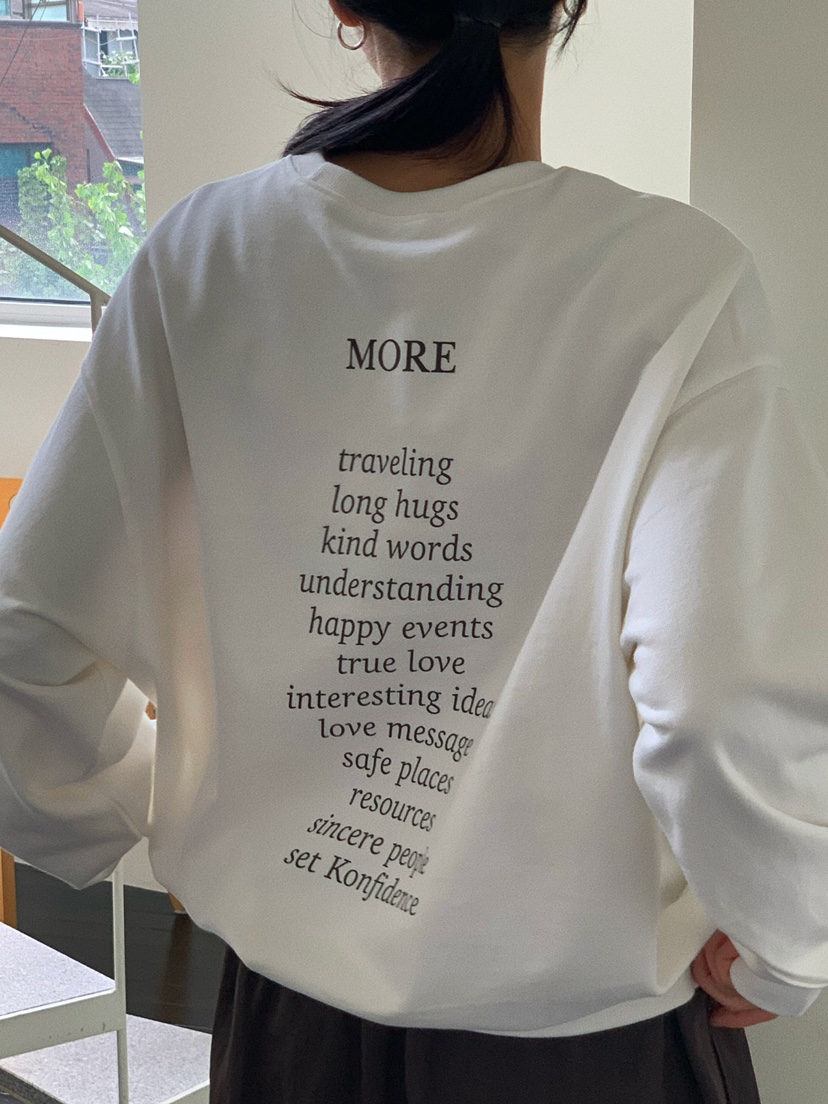 MORE
traveling
long hugs
kind words
understanding
happy events
true love
interesting idea
love message
safe places
resources
sincere people
set Konfidence